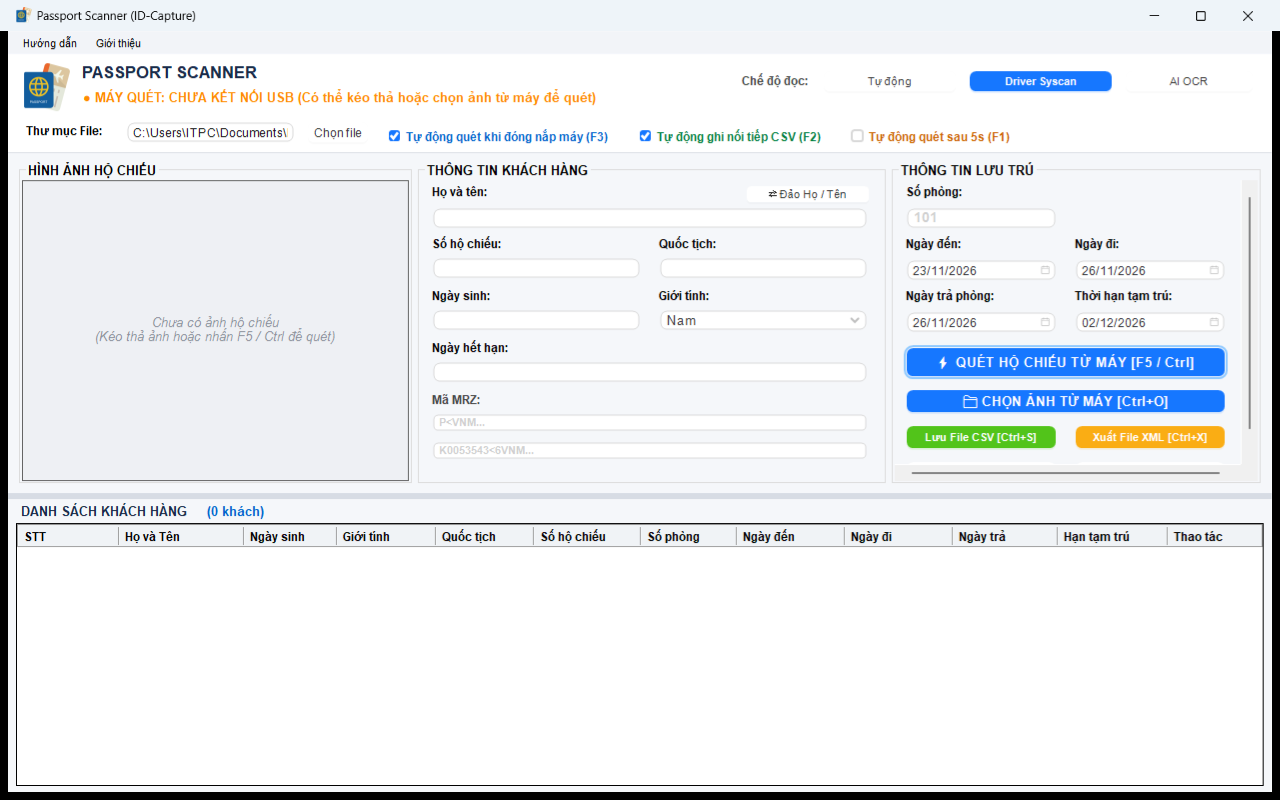 Passport Scanner (ID-Capture)
Hướng dẫn Giới thiệu
PASSPORT SCANNER
● MÁY QUÉT: CHƯA KẾT NỐI USB (Có thể kéo thả hoặc chọn ảnh từ máy để quét)
Chế độ đọc: Tự động Driver Syscan AI OCR
Thư mục File: C:\Users\ITPC\Documents\ Chọn file Tự động quét khi đóng nắp máy (F3) Tự động ghi nối tiếp CSV (F2) Tự động quét sau 5s (F1)
HÌNH ẢNH HỘ CHIẾU
Chưa có ảnh hộ chiếu
(Kéo thả ảnh hoặc nhấn F5 / Ctrl để quét)
THÔNG TIN KHÁCH HÀNG
Họ và tên: ⇄ Đảo Họ / Tên
Số hộ chiếu: Quốc tịch:
Ngày sinh: Giới tính:
Nam
Ngày hết hạn:
Mã MRZ:
P<VNM...
K0053543<6VNM...
THÔNG TIN LƯU TRÚ
Số phòng:
101
Ngày đến: Ngày đi:
23/11/2026 26/11/2026
Ngày trả phòng: Thời hạn tạm trú:
26/11/2026 02/12/2026
QUÉT HỘ CHIẾU TỪ MÁY [F5 / Ctrl]
CHỌN ẢNH TỪ MÁY [Ctrl+O]
Lưu File CSV [Ctrl+S] Xuất File XML [Ctrl+X]
DANH SÁCH KHÁCH HÀNG (0 khách)
STT Họ và Tên Ngày sinh Giới tính Quốc tịch Số hộ chiếu Số phòng Ngày đến Ngày đi Ngày trả Hạn tạm trú Thao tác